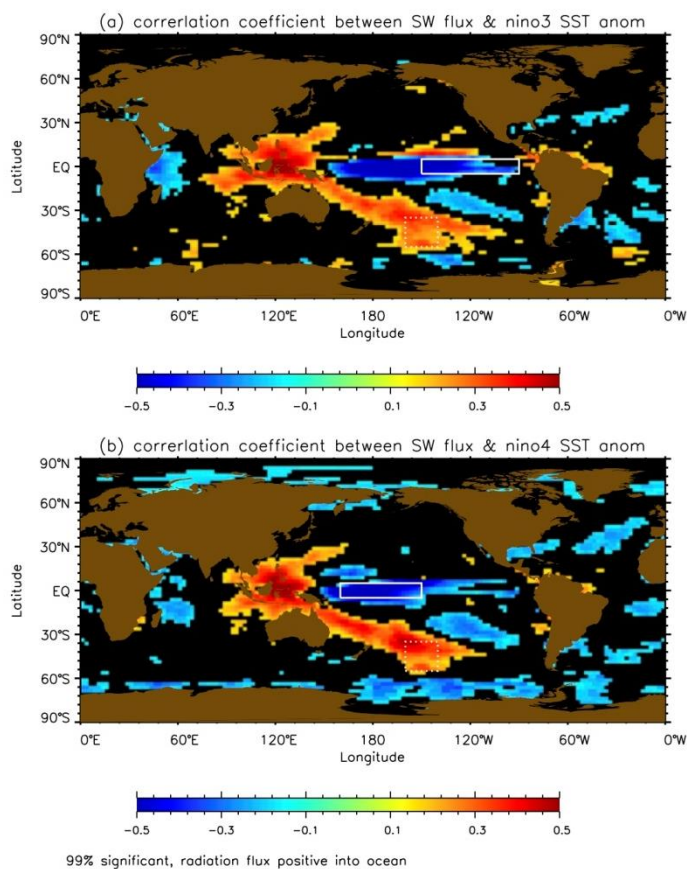 (a) correrlation coefficient between SW flux & nino3 SST anom
90°N
60°N
30°N
EQ
30°S
60°S
90°S
Latitude
0°E 60°E 120°E 180 120°W 60°W 0°W
Longitude
-0.5 -0.3 -0.1 0.1 0.3 0.5
(b) correrlation coefficient between SW flux & nino4 SST anom
90°N
60°N
30°N
EQ
30°S
60°S
90°S
Latitude
0°E 60°E 120°E 180 120°W 60°W 0°W
Longitude
-0.5 -0.3 -0.1 0.1 0.3 0.5
99% significant, radiation flux positive into ocean